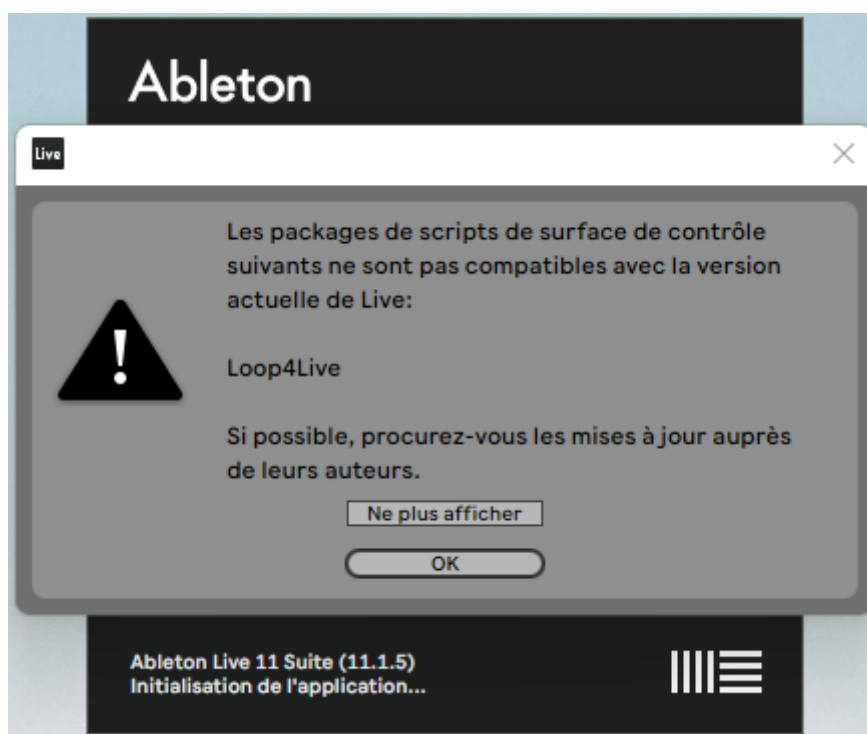 Ableton
Live
Les packages de scripts de surface de contrôle
suivants ne sont pas compatibles avec la version
actuelle de Live:
Loop4Live
Si possible, procurez-vous les mises à jour auprès
de leurs auteurs.
Ne plus afficher
OK
Ableton Live 11 Suite (11.1.5)
Initialisation de l'application...